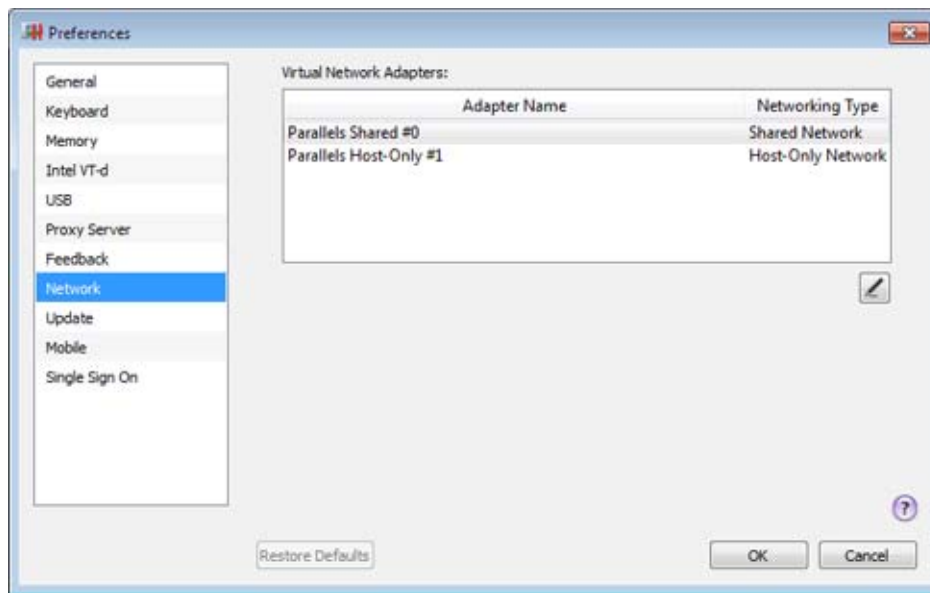 Preferences
General
Keyboard
Memory
Intel VT-d
USB
Proxy Server
Feedback
Network
Update
Mobile
Single Sign On
Virtual Network Adapters:
Adapter Name Networking Type
Parallels Shared #0 Shared Network
Parallels Host-Only #1 Host-Only Network
?
Restore Defaults OK Cancel